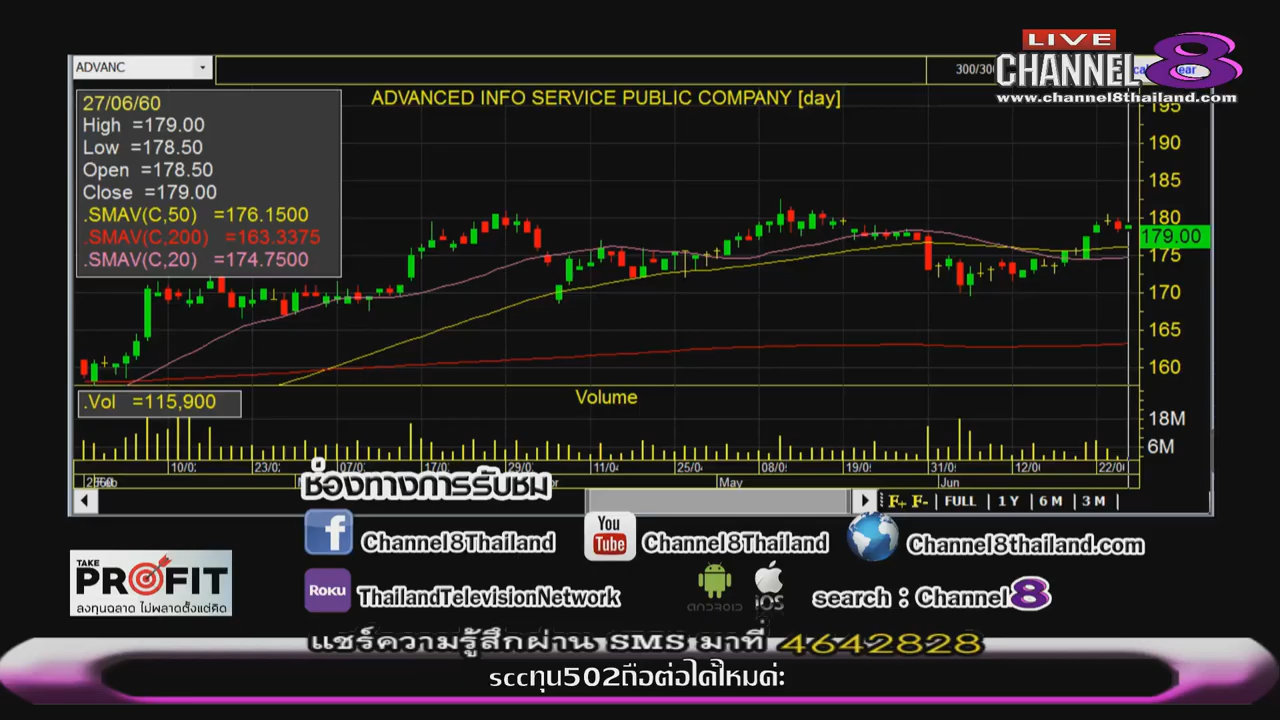 LIVE
CHANNEL 8
www.channel8thailand.com
ADVANC
300/300
27/06/60
High =179.00
Low =178.50
Open =178.50
Close =179.00
.SMAV(C,50) =176.1500
.SMAV(C,200) =163.3375
.SMAV(C,20) =174.7500
ADVANCED INFO SERVICE PUBLIC COMPANY [day]
195
190
185
180
179.00
175
170
165
160
.Vol =115,900
Volume
18M
6M
10/0 23/0 07/0 17/0 29/0 11/04 25/04 08/0 19/0 31/0 12/0 22/0
May Jun
F+ F- | FULL | 1 Y | 6 M | 3 M |
ช่องทางการรับชม
Channel8Thailand
You Tube
Channel8Thailand
Channel8thailand.com
TAKE PROFIT
ลงทุนฉลาด ไม่พลาดตั้งแต่คิด
ROKU
ThailandTelevisionNetwork
ANDROID
iOS
search : Channel 8
แชร์ความรู้สึกผ่าน SMS มาที่ 4642828
sccทุน502ถือต่อได้ไหมค่ะ